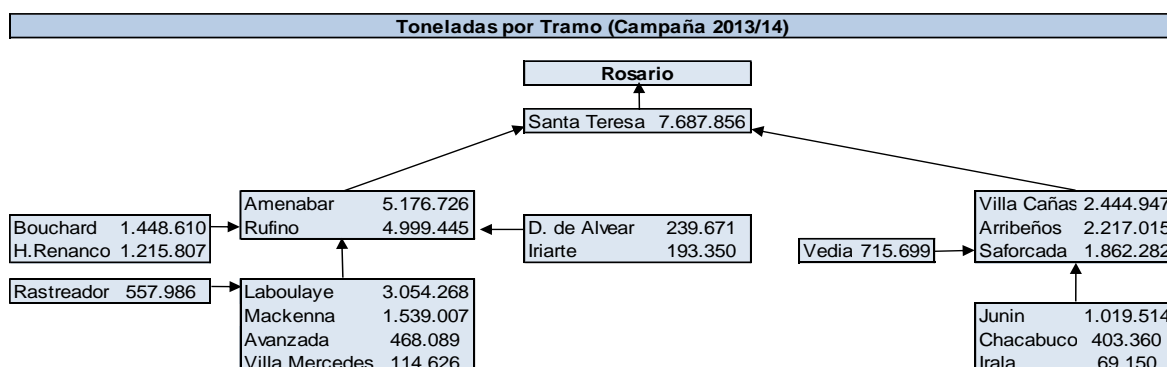 Toneladas por Tramo (Campaña 2013/14)
Rosario
Santa Teresa 7.687.856
Amenabar 5.176.726
Rufino 4.999.445
Bouchard 1.448.610
H.Renanco 1.215.807
D. de Alvear 239.671
Iriarte 193.350
Villa Cañas 2.444.947
Arribeños 2.217.015
Saforcada 1.862.282
Vedia 715.699
Rastreador 557.986
Laboulaye 3.054.268
Mackenna 1.539.007
Avanzada 468.089
Villa Mercedes 114.626
Junin 1.019.514
Chacabuco 403.360
Irala 69.150